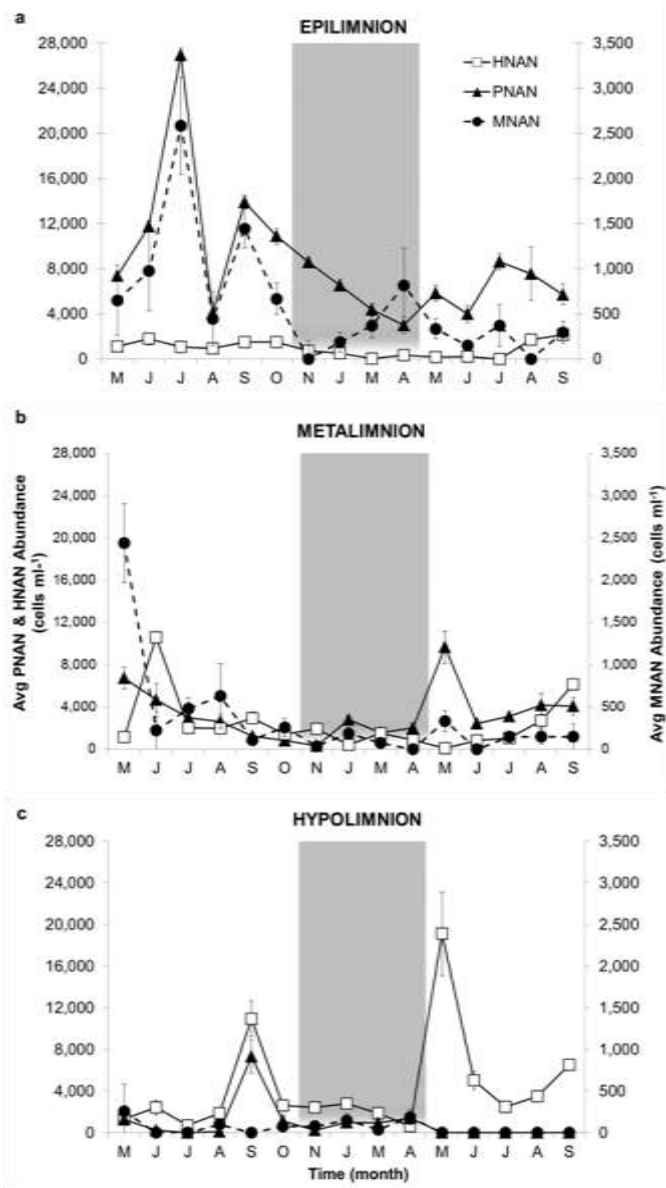 a
EPILIMNION
28,000 3,500
HNAN
24,000 3,000
PNAN
20,000 2,500
MNAN
16,000 2,000
12,000 1,500
8,000 1,000
4,000 500
0 0
M J J A S O N J M A M J J A S
b
METALIMNION
28,000 3,500
24,000 3,000
20,000 2,500
16,000 2,000
12,000 1,500
8,000 1,000
4,000 500
0 0
M J J A S O N J M A M J J A S
Avg PNAN & HNAN Abundance
(cells ml-¹)
Avg MNAN Abundance (cells ml-¹)
c
HYPOLIMNION
28,000 3,500
24,000 3,000
20,000 2,500
16,000 2,000
12,000 1,500
8,000 1,000
4,000 500
0 0
M J J A S O N J M A M J J A S
Time (month)